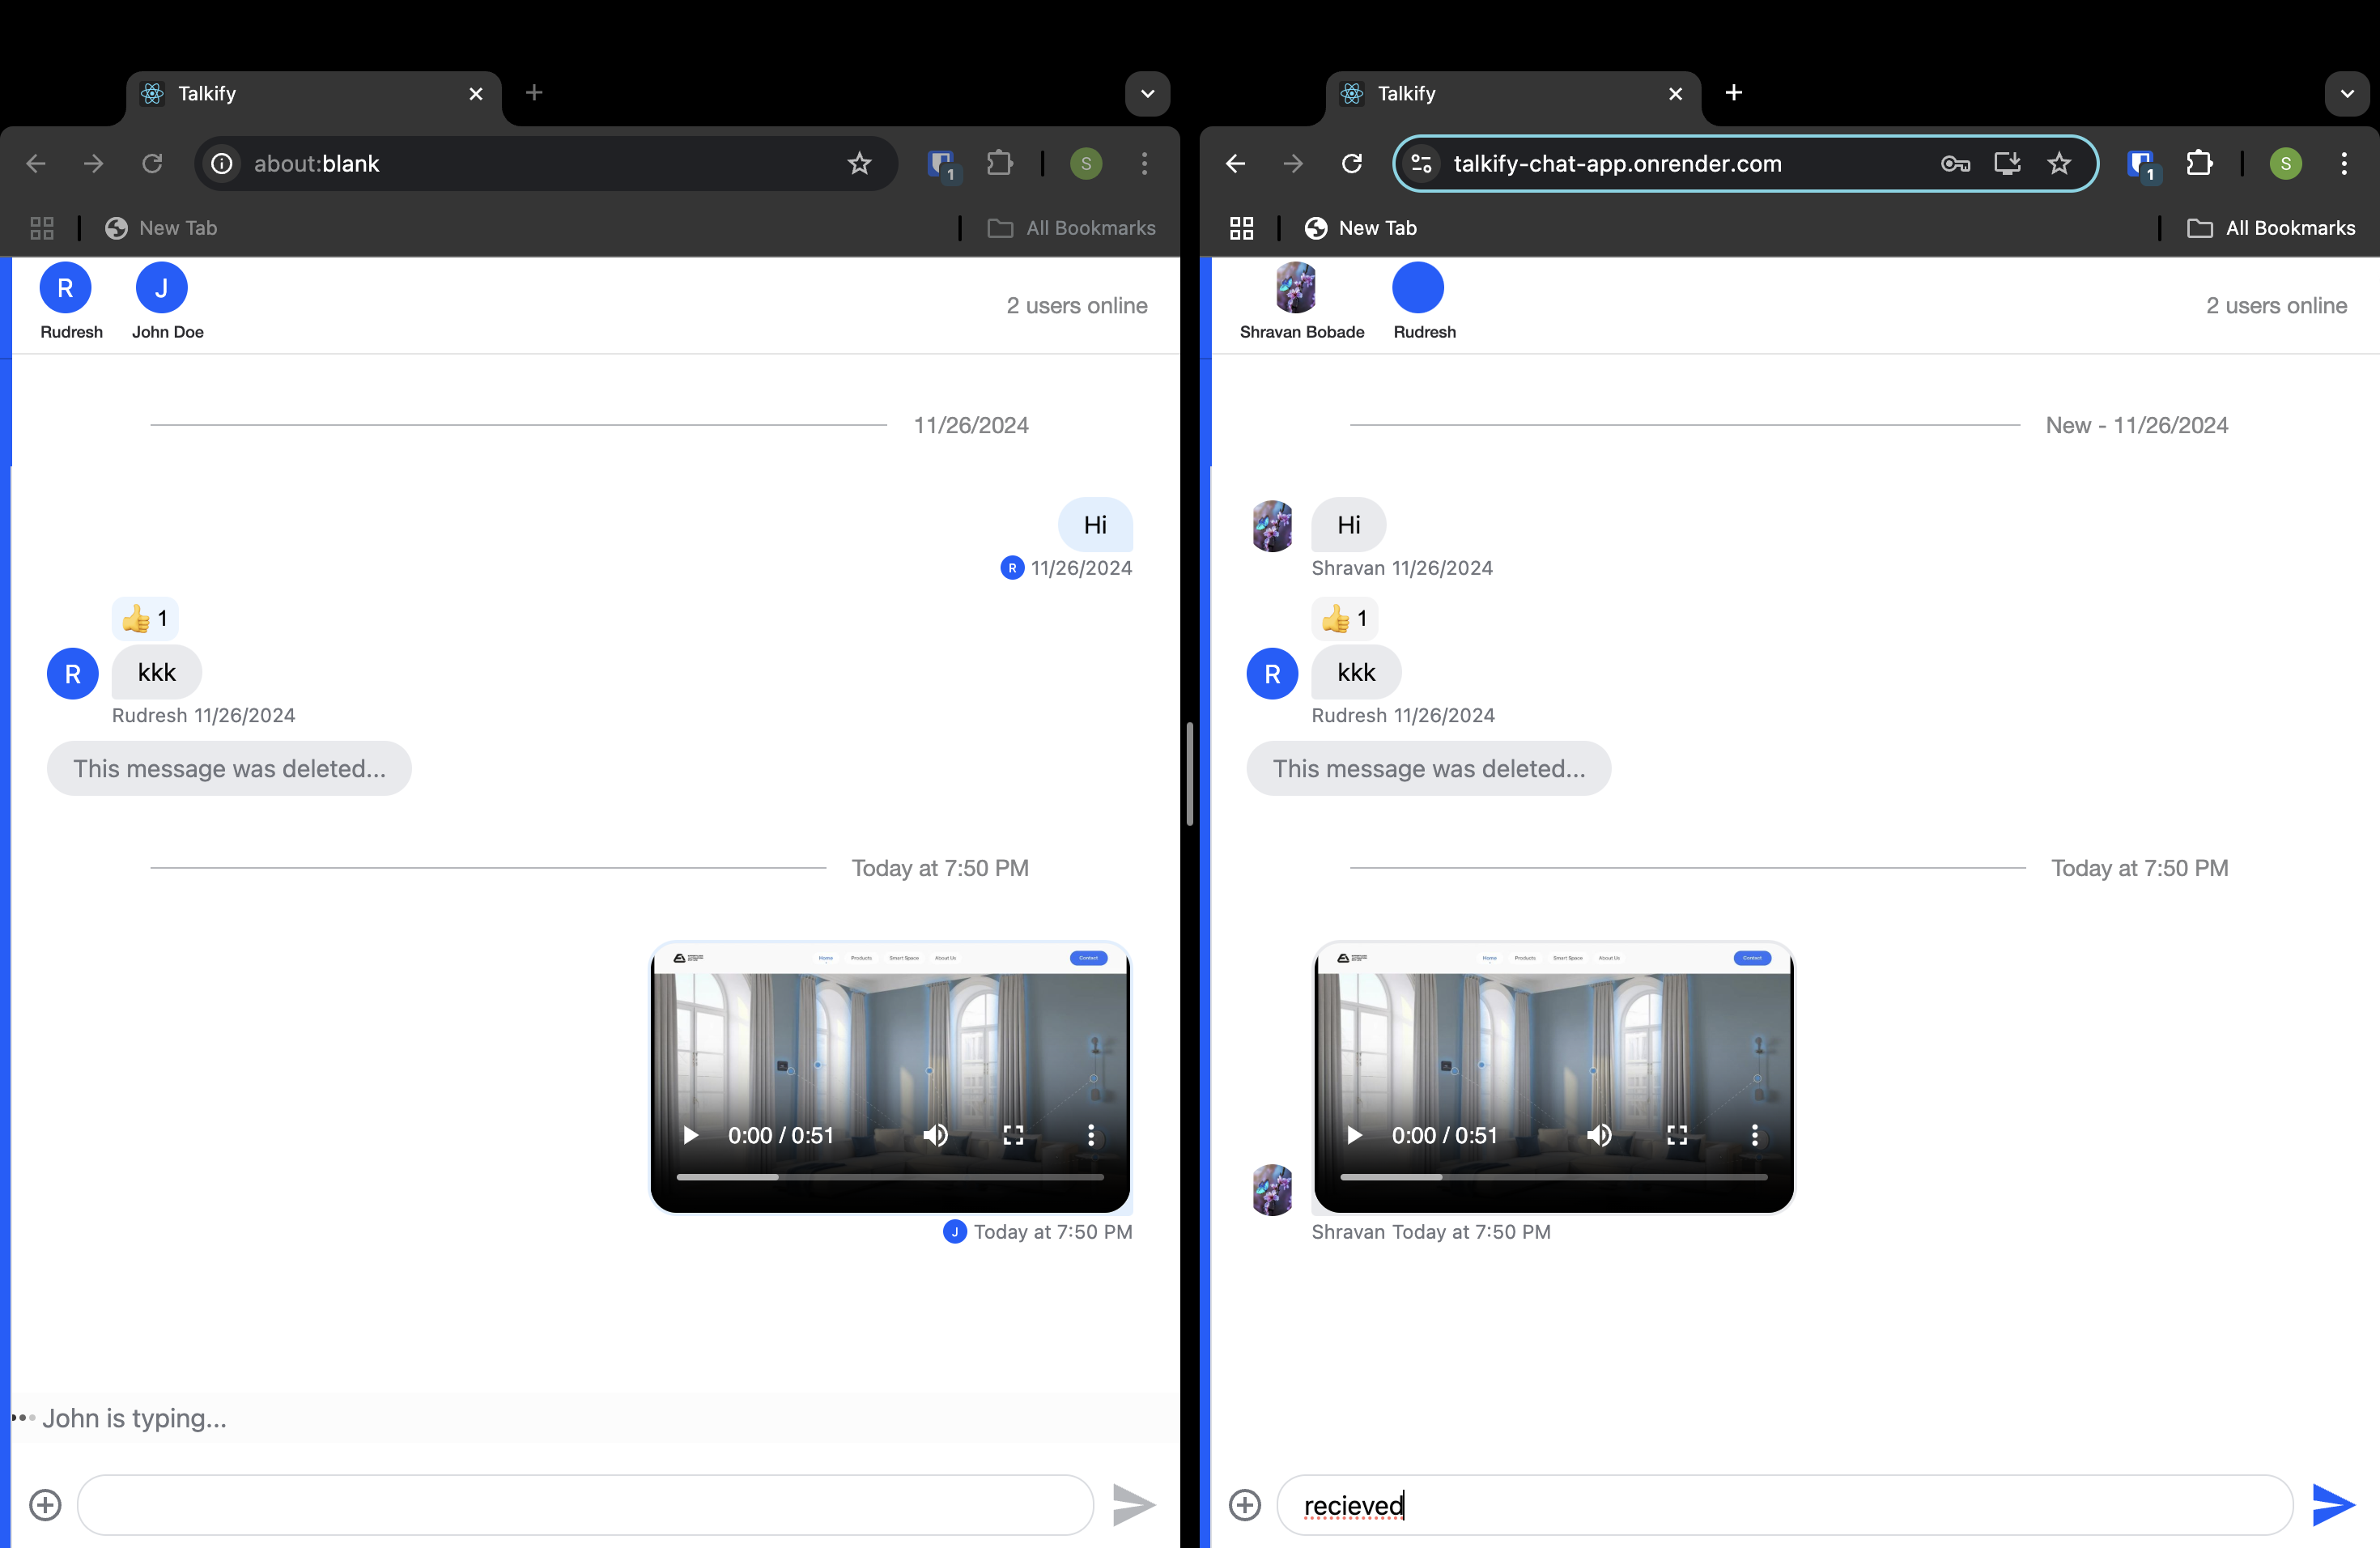 Talkify
about:blank
1
S
New Tab
All Bookmarks
R
J
Rudresh
John Doe
2 users online
11/26/2024
Hi
R 11/26/2024
👍 1
R
kkk
Rudresh 11/26/2024
This message was deleted...
Today at 7:50 PM
Home Products Smart Space About Us Contact
0:00 / 0:51
J Today at 7:50 PM
John is typing...
Talkify
talkify-chat-app.onrender.com
1
S
New Tab
All Bookmarks
Shravan Bobade
Rudresh
2 users online
New - 11/26/2024
Hi
Shravan 11/26/2024
👍 1
R
kkk
Rudresh 11/26/2024
This message was deleted...
Today at 7:50 PM
Home Products Smart Space About Us Contact
0:00 / 0:51
Shravan Today at 7:50 PM
recieved